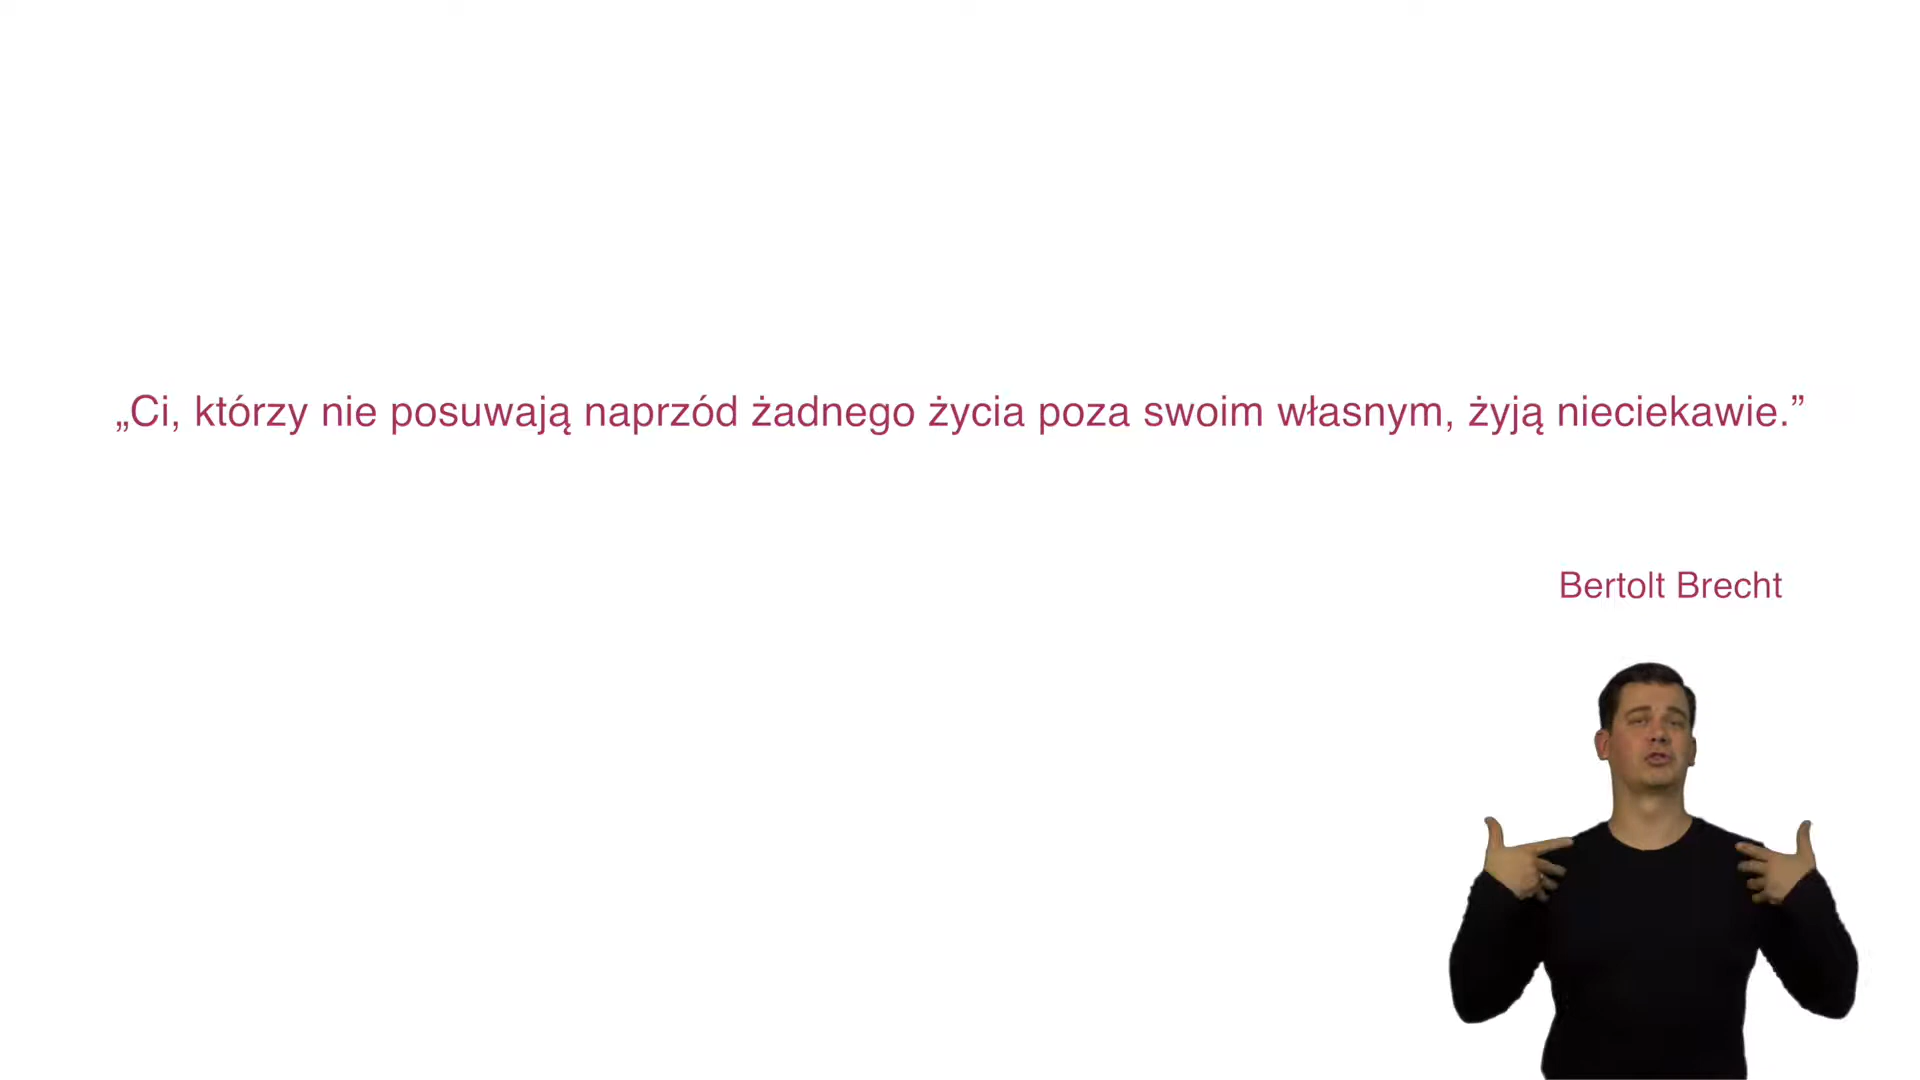 „Ci, którzy nie posuwają naprzód żadnego życia poza swoim własnym, żyją nieciekawie.”
Bertolt Brecht